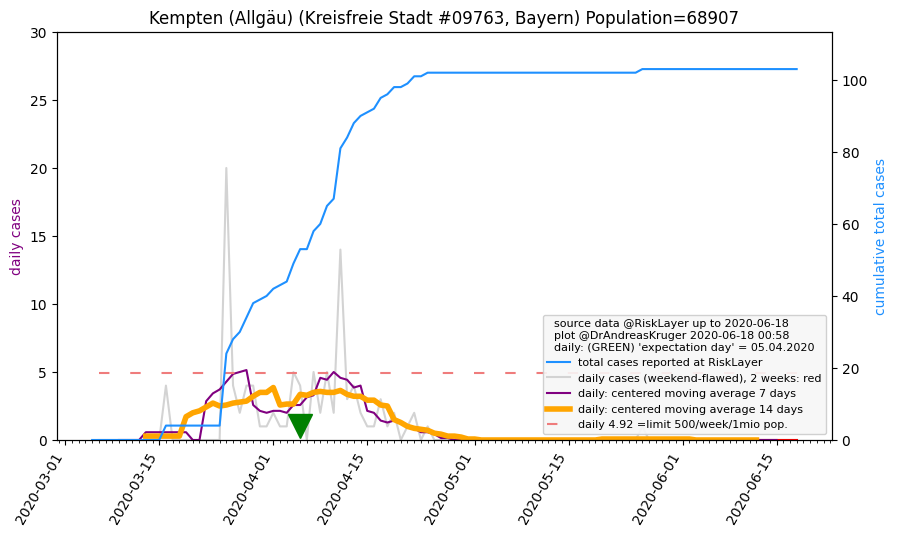 Kempten (Allgäu) (Kreisfreie Stadt #09763, Bayern) Population=68907
30
25
20
15
10
5
0
daily cases
100
80
60
40
20
0
cumulative total cases
source data @RiskLayer up to 2020-06-18
plot @DrAndreasKruger 2020-06-18 00:58
daily: (GREEN) 'expectation day' = 05.04.2020
total cases reported at RiskLayer
daily cases (weekend-flawed), 2 weeks: red
daily: centered moving average 7 days
daily: centered moving average 14 days
daily 4.92 =limit 500/week/1mio pop.
2020-03-01
2020-03-15
2020-04-01
2020-04-15
2020-05-01
2020-05-15
2020-06-01
2020-06-15